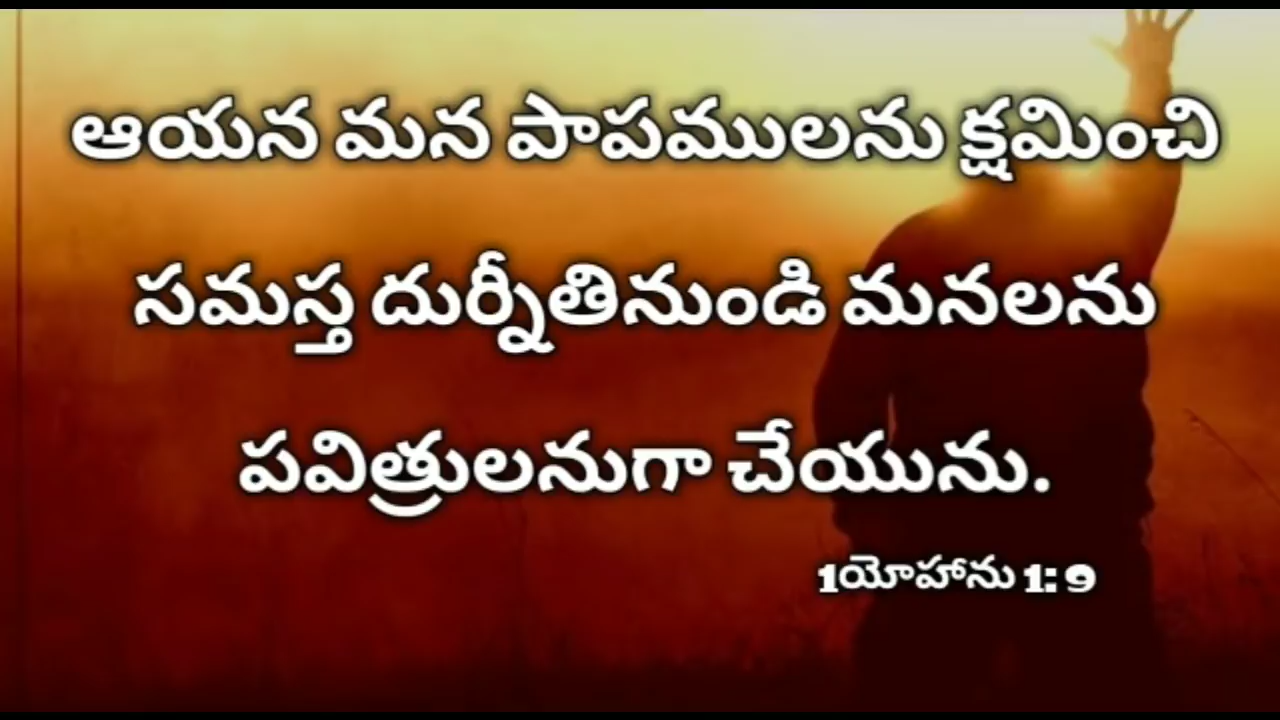 ఆయన మన పాపములను క్షమించి
సమస్త దుర్నీతినుండి మనలను
పవిత్రులనుగా చేయును.
1యోహాను 1: 9